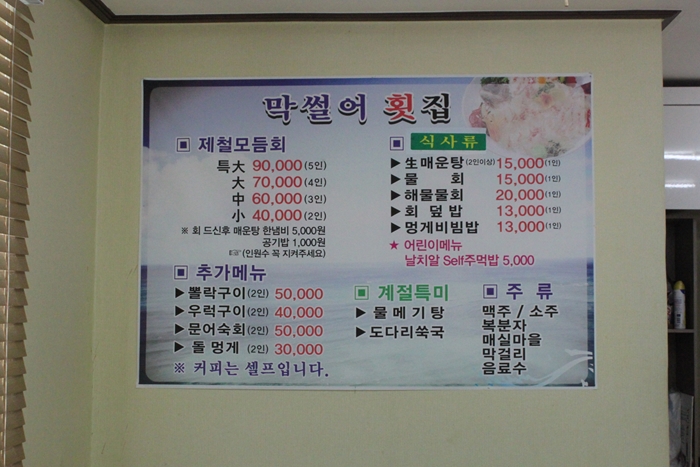 막썰어 횟집
▣ 제철모듬회
특大 90,000 (5인)
大 70,000 (4인)
中 60,000 (3인)
小 40,000 (2인)
※ 회 드신후 매운탕 한냄비 5,000원
공기밥 1,000원
☞ (인원수 꼭 지켜주세요)
▣ 식사류
▶ 生매운탕 (2인이상) 15,000 (1인)
▶ 물 회 15,000 (1인)
▶ 해물물회 20,000 (1인)
▶ 회 덮 밥 13,000 (1인)
▶ 멍게비빔밥 13,000 (1인)
★ 어린이메뉴
날치알 Self주먹밥 5,000
▣ 추가메뉴
▶ 뽈락구이 (2인) 50,000
▶ 우럭구이 (2인) 40,000
▶ 문어숙회 (2인) 50,000
▶ 돌 멍게 (2인) 30,000
※ 커피는 셀프입니다.
▣ 계절특미
▶ 물 메 기 탕
▶ 도다리쑥국
▣ 주 류
맥주 / 소주
복분자
매실마을
막걸리
음료수